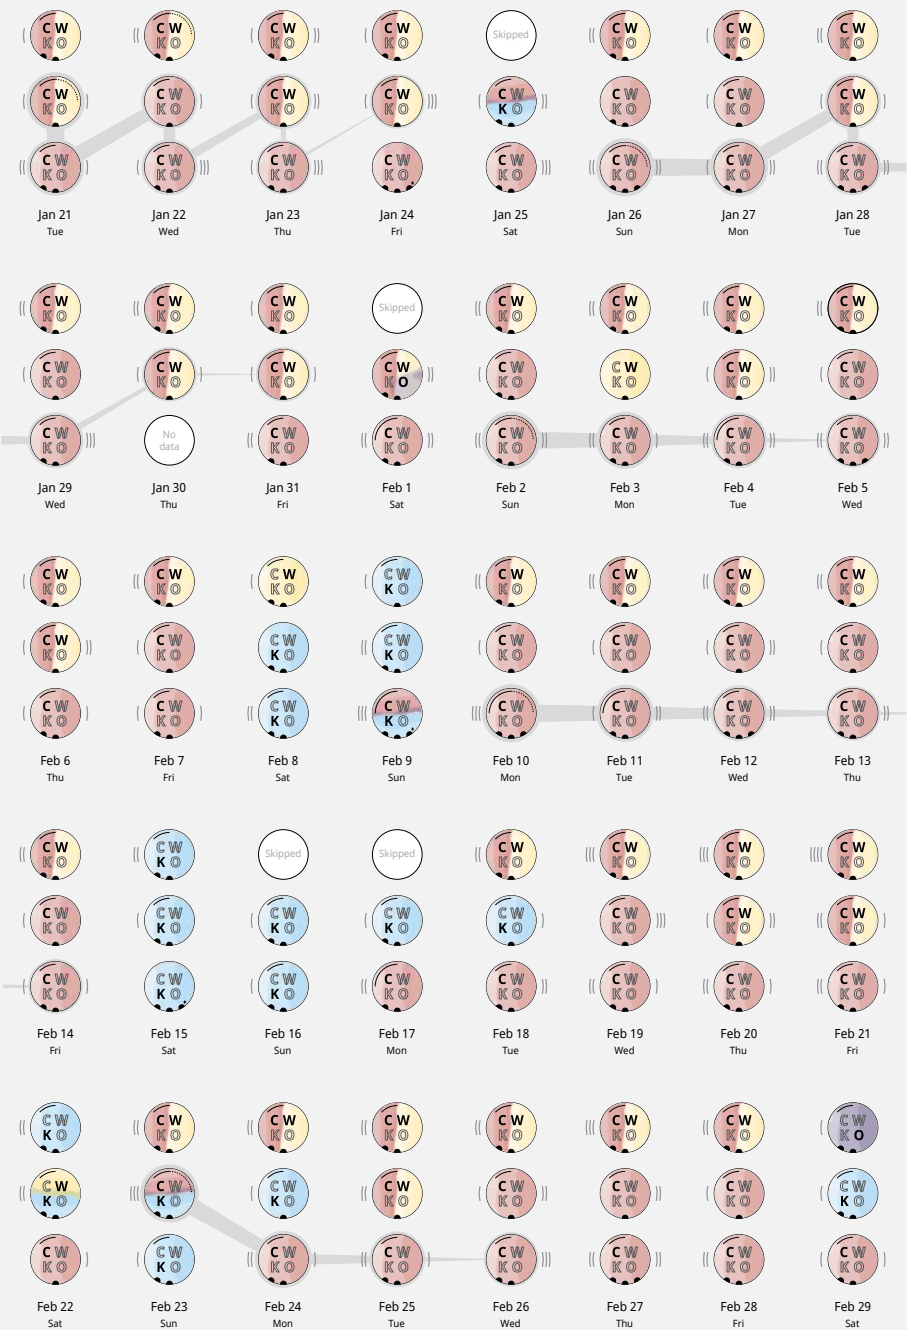 C W C W C W C W C W C W C W
Skipped
K O K O K O K O K O K O K O
C W C W C W C W C W C W C W C W
K O K O K O K O K O K O K O K O
C W C W C W C W C W C W C W C W
K O K O K O K O K O K O K O K O
Jan 21 Jan 22 Jan 23 Jan 24 Jan 25 Jan 26 Jan 27 Jan 28
Tue Wed Thu Fri Sat Sun Mon Tue
C W C W C W C W C W C W C W
Skipped
K O K O K O K O K O K O K O
C W C W C W C W C W C W C W C W
K O K O K O K O K O K O K O K O
C W No C W C W C W C W C W C W
K O data K O K O K O K O K O K O
Jan 29 Jan 30 Jan 31 Feb 1 Feb 2 Feb 3 Feb 4 Feb 5
Wed Thu Fri Sat Sun Mon Tue Wed
C W C W C W C W C W C W C W C W
K O K O K O K O K O K O K O K O
C W C W C W C W C W C W C W C W
K O K O K O K O K O K O K O K O
C W C W C W C W C W C W C W C W
K O K O K O K O K O K O K O K O
Feb 6 Feb 7 Feb 8 Feb 9 Feb 10 Feb 11 Feb 12 Feb 13
Thu Fri Sat Sun Mon Tue Wed Thu
C W C W C W C W C W C W
Skipped Skipped
K O K O K O K O K O K O
C W C W C W C W C W C W C W C W
K O K O K O K O K O K O K O K O
C W C W C W C W C W C W C W C W
K O K O K O K O K O K O K O K O
Feb 14 Feb 15 Feb 16 Feb 17 Feb 18 Feb 19 Feb 20 Feb 21
Fri Sat Sun Mon Tue Wed Thu Fri
C W C W C W C W C W C W C W C W
K O K O K O K O K O K O K O K O
C W C W C W C W C W C W C W C W
K O K O K O K O K O K O K O K O
C W C W C W C W C W C W C W C W
K O K O K O K O K O K O K O K O
Feb 22 Feb 23 Feb 24 Feb 25 Feb 26 Feb 27 Feb 28 Feb 29
Sat Sun Mon Tue Wed Thu Fri Sat